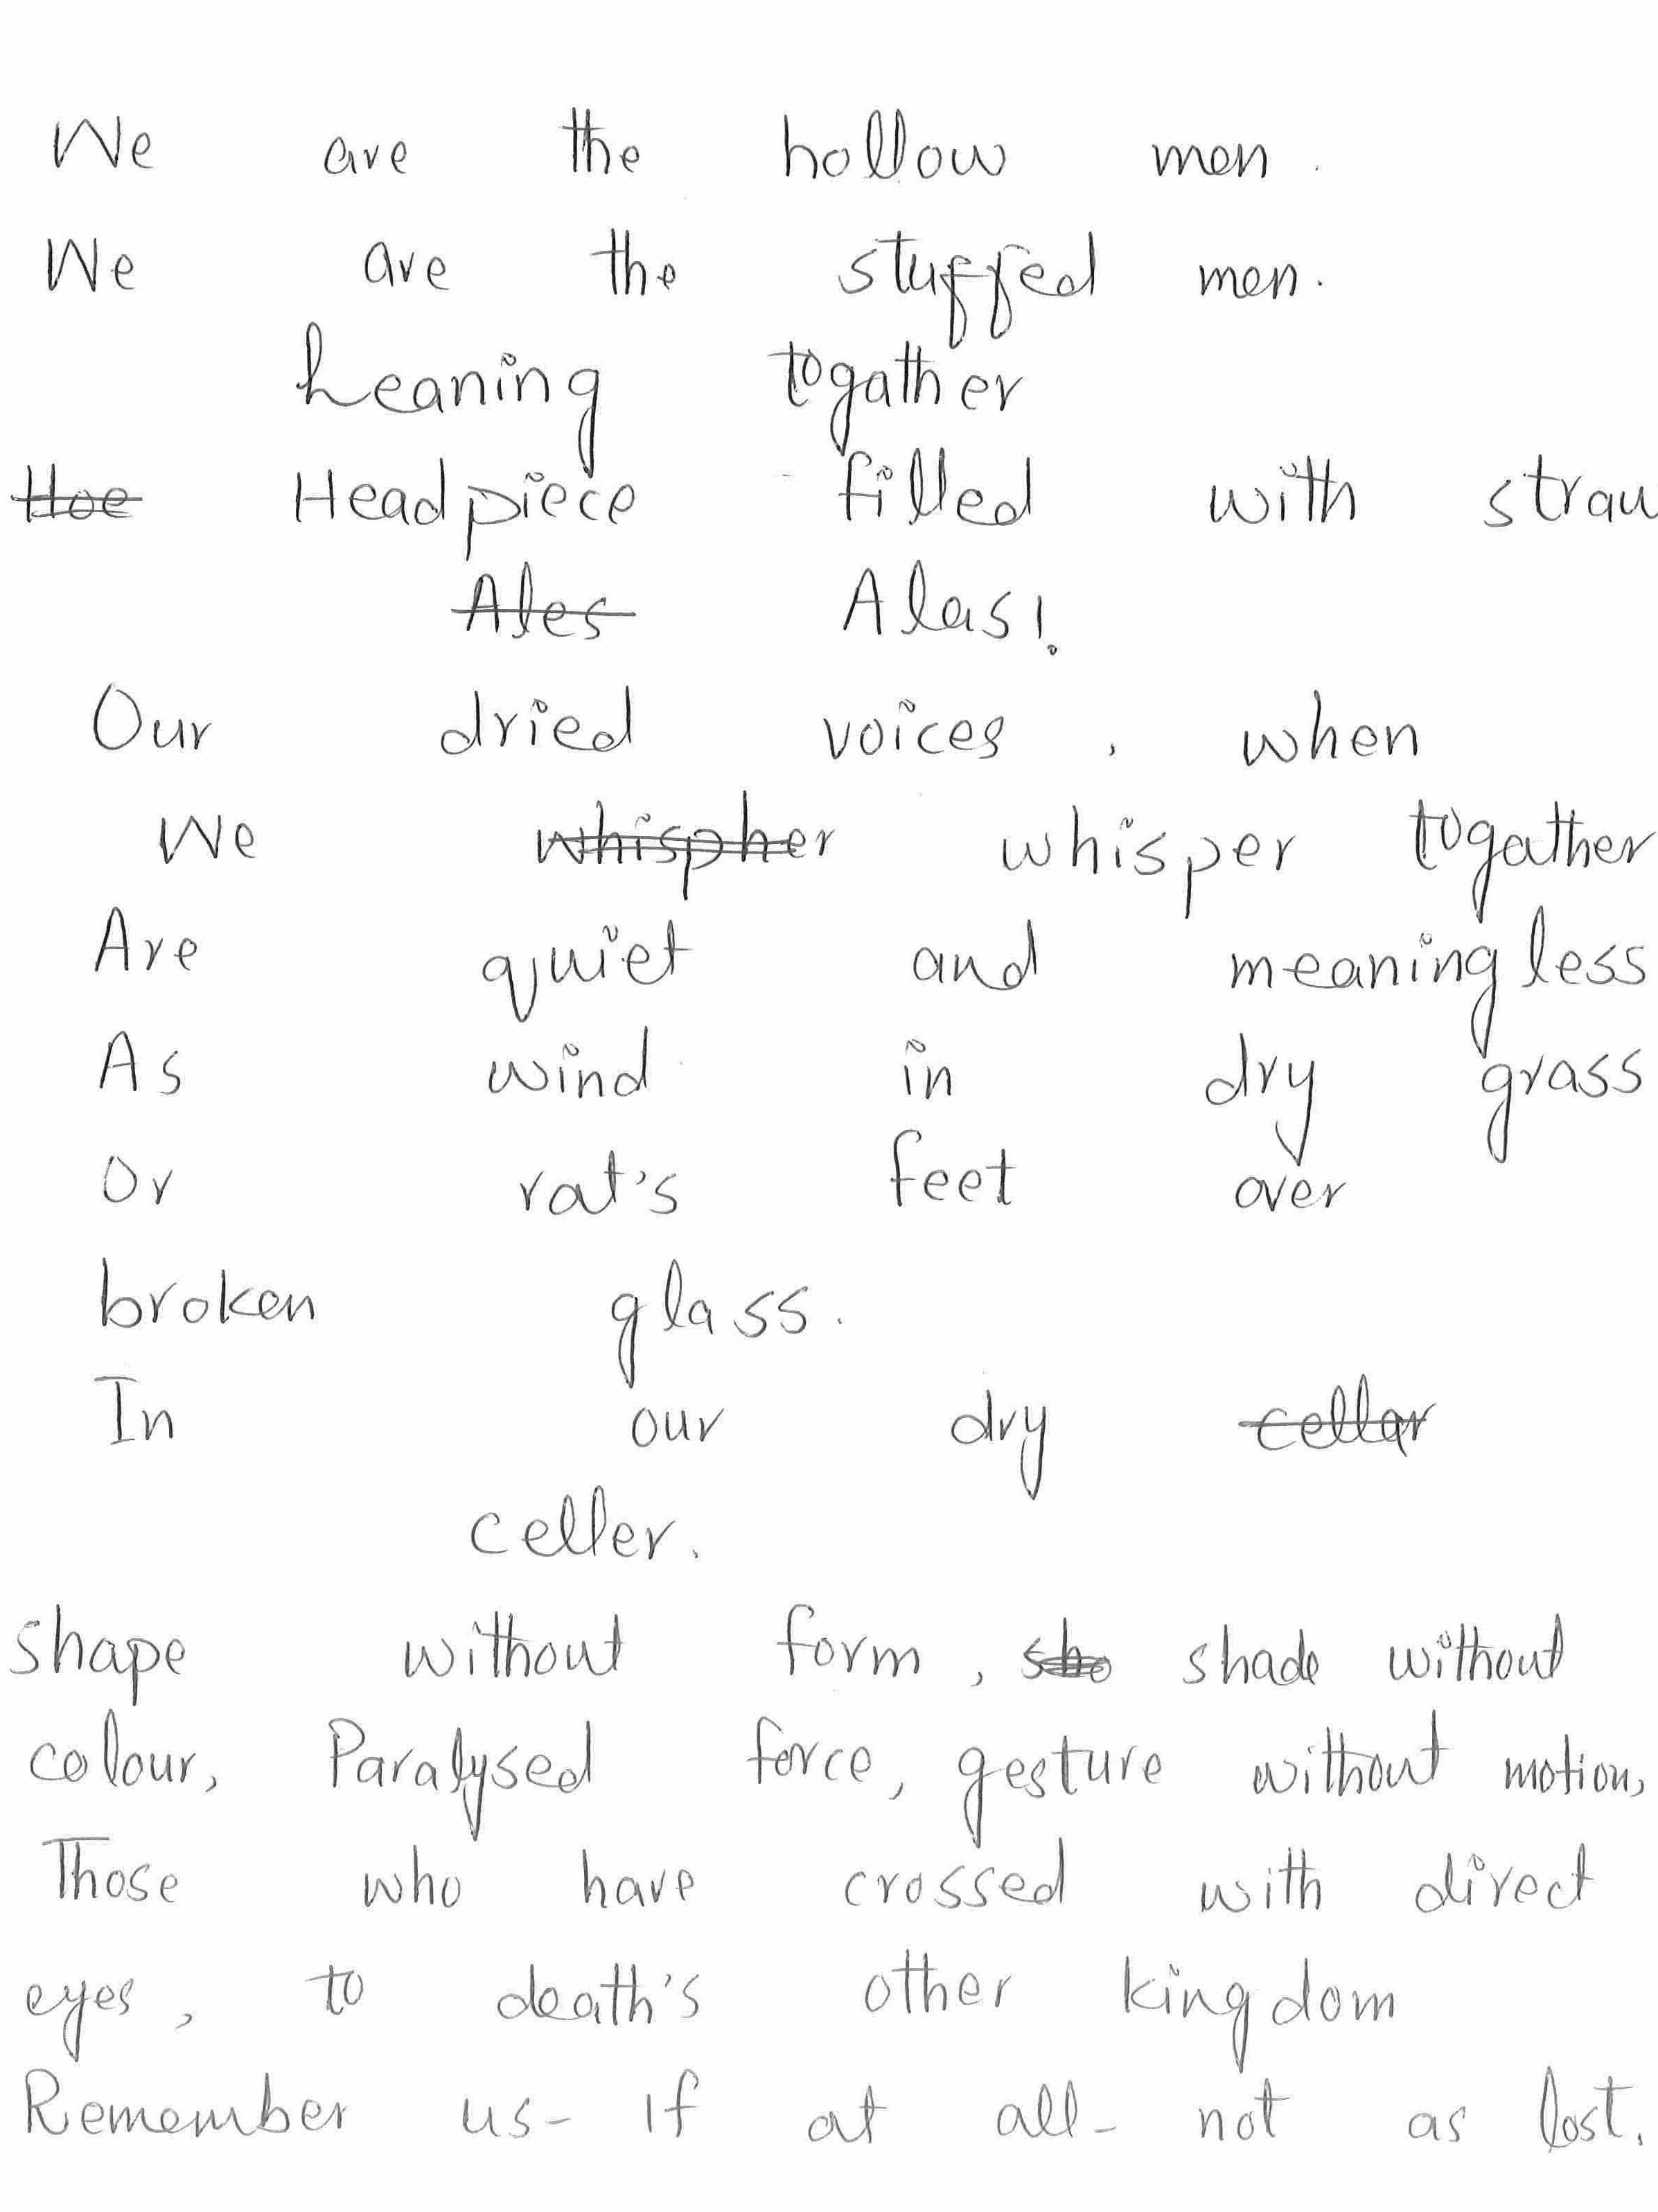 We are the hollow men.
We are the stuffed men.
Leaning togather
Hoe Headpiece filled with straw
Ales Alas!
Our dried voices, when
We whispher whisper togather
Are quiet and meaningless
As wind in dry grass
Or rat's feet over
broken glass.
In our dry cellar
celler.
shape without form, sho shade without
colour, Paralysed force, gesture without motion,
Those who have crossed with direct
eyes, to death's other kingdom
Remember us- If at all- not as lost.